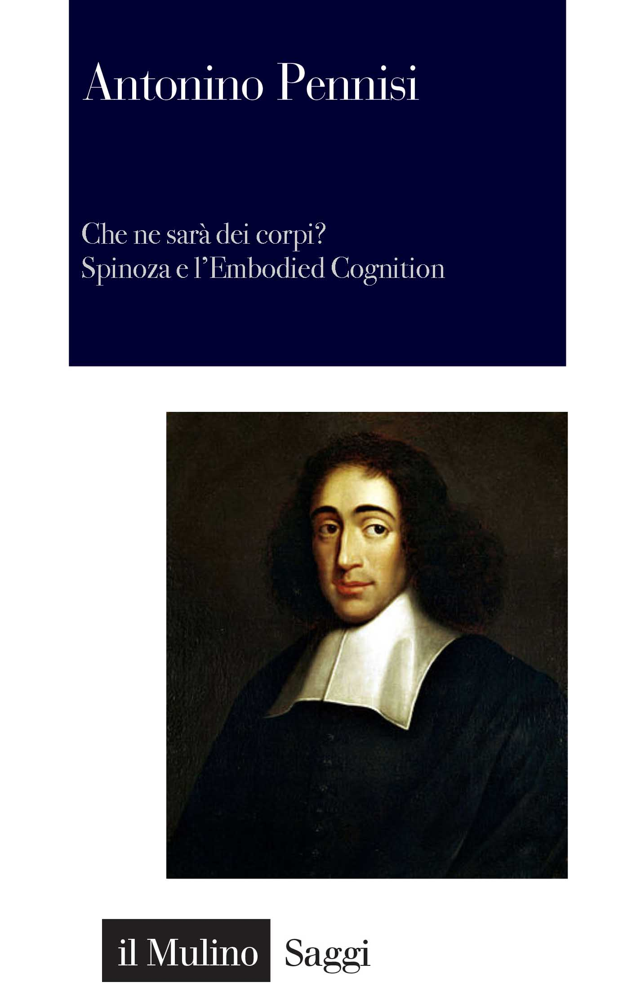 Antonino Pennisi
Che ne sarà dei corpi?
Spinoza e l’Embodied Cognition
il Mulino Saggi